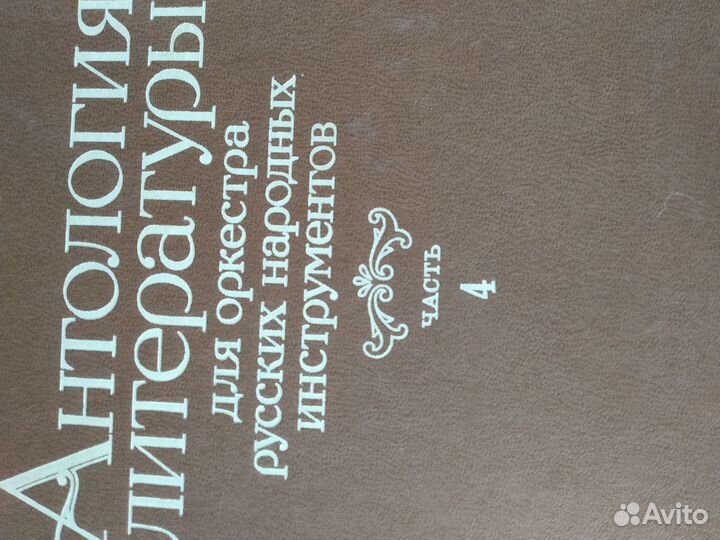 Антология
литературы
для оркестра
русских народных
инструментов
часть
4
Avito